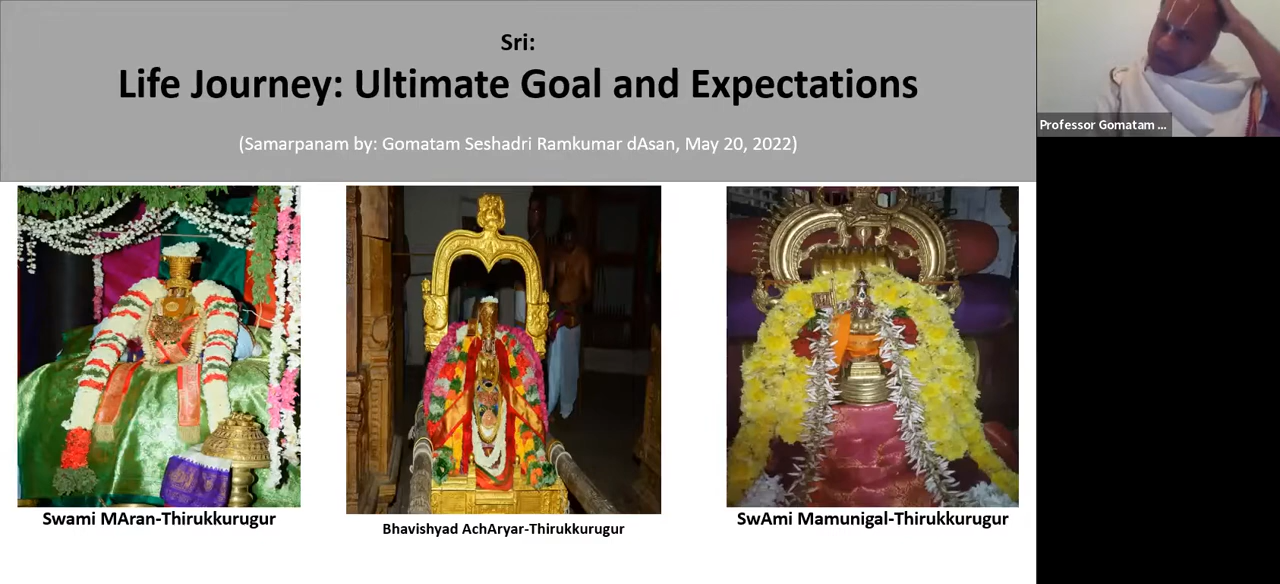 Sri:
Life Journey: Ultimate Goal and Expectations
(Samarpanam by: Gomatam Seshadri Ramkumar dAsan, May 20, 2022)
Professor Gomatam ...
Swami MAran-Thirukkurugur
Bhavishyad AchAryar-Thirukkurugur
SwAmi Mamunigal-Thirukkurugur